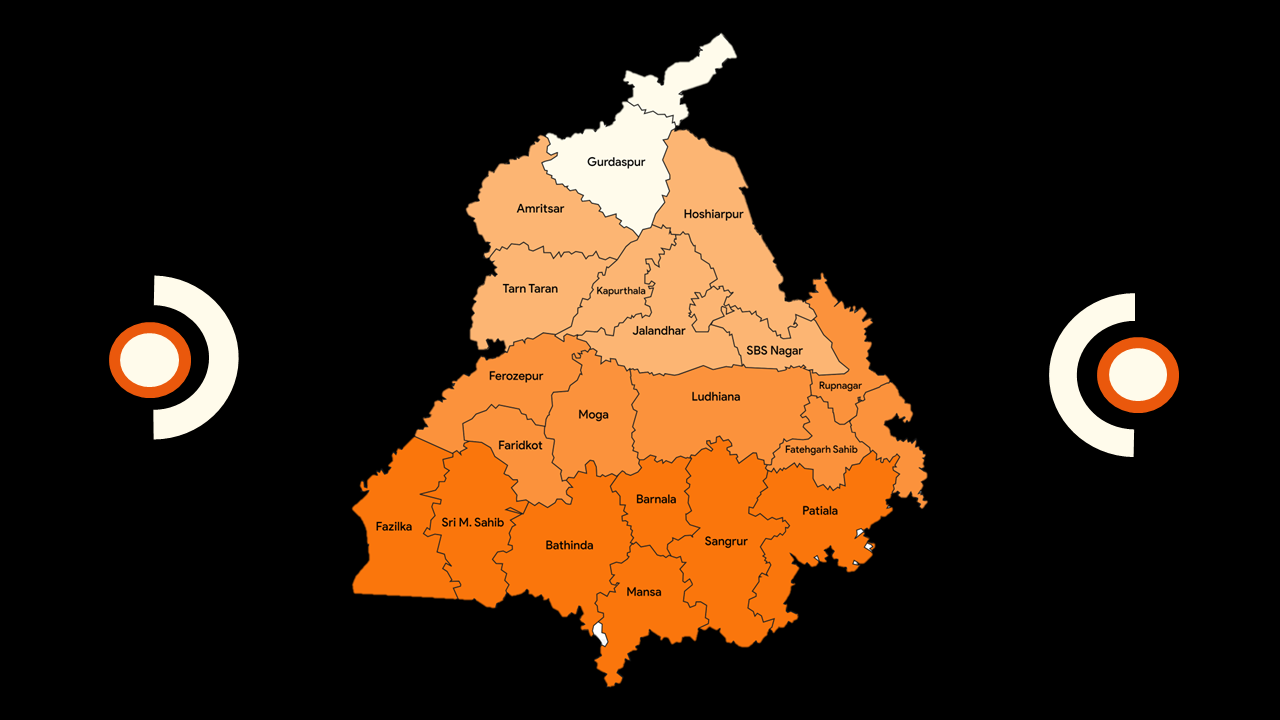 Gurdaspur
Amritsar
Hoshiarpur
Tarn Taran
Kapurthala
Jalandhar
SBS Nagar
Ferozepur
Rupnagar
Ludhiana
Moga
Faridkot
Fatehgarh Sahib
Barnala
Patiala
Sri M. Sahib
Fazilka
Sangrur
Bathinda
Mansa